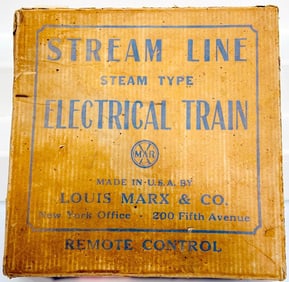 STREAM LINE
STEAM TYPE
ELECTRICAL TRAIN
MAR
MADE IN U.S.A. BY
LOUIS MARX & CO.
New York Office - 200 Fifth Avenue
REMOTE CONTROL